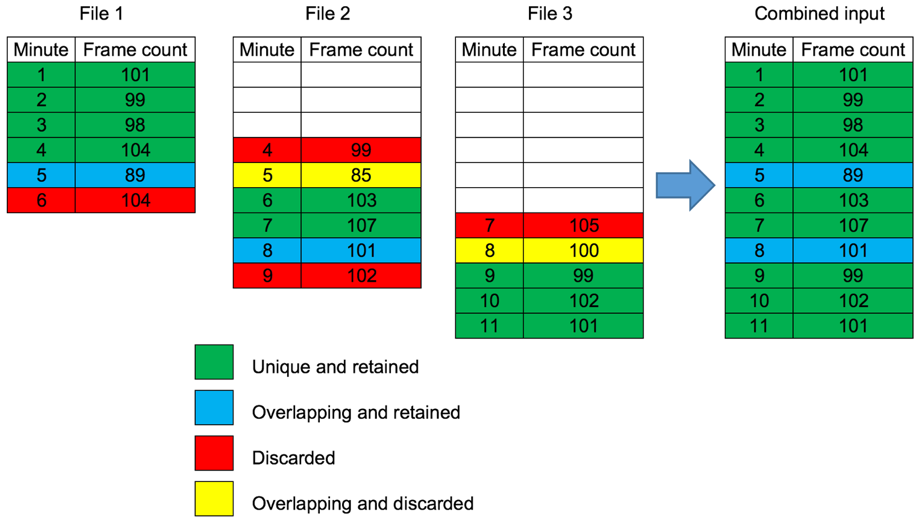 File 1 File 2 File 3 Combined input
Minute Frame count Minute Frame count Minute Frame count Minute Frame count
1 101 1 101
2 99 2 99
3 98 3 98
4 104 4 99 4 104
5 89 5 85 5 89
6 104 6 103 6 103
7 107 7 105 7 107
8 101 8 100 8 101
9 102 9 99 9 99
10 102 10 102
11 101 11 101
Unique and retained
Overlapping and retained
Discarded
Overlapping and discarded